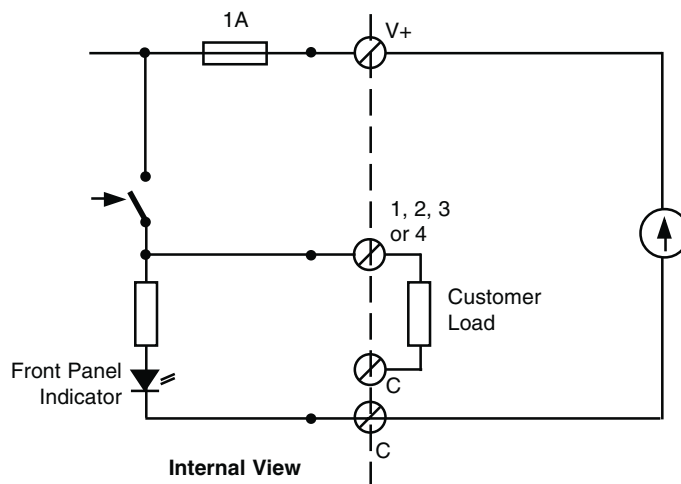 1A
V+
1, 2, 3
or 4
Customer
Load
Front Panel
Indicator
C
C
Internal View